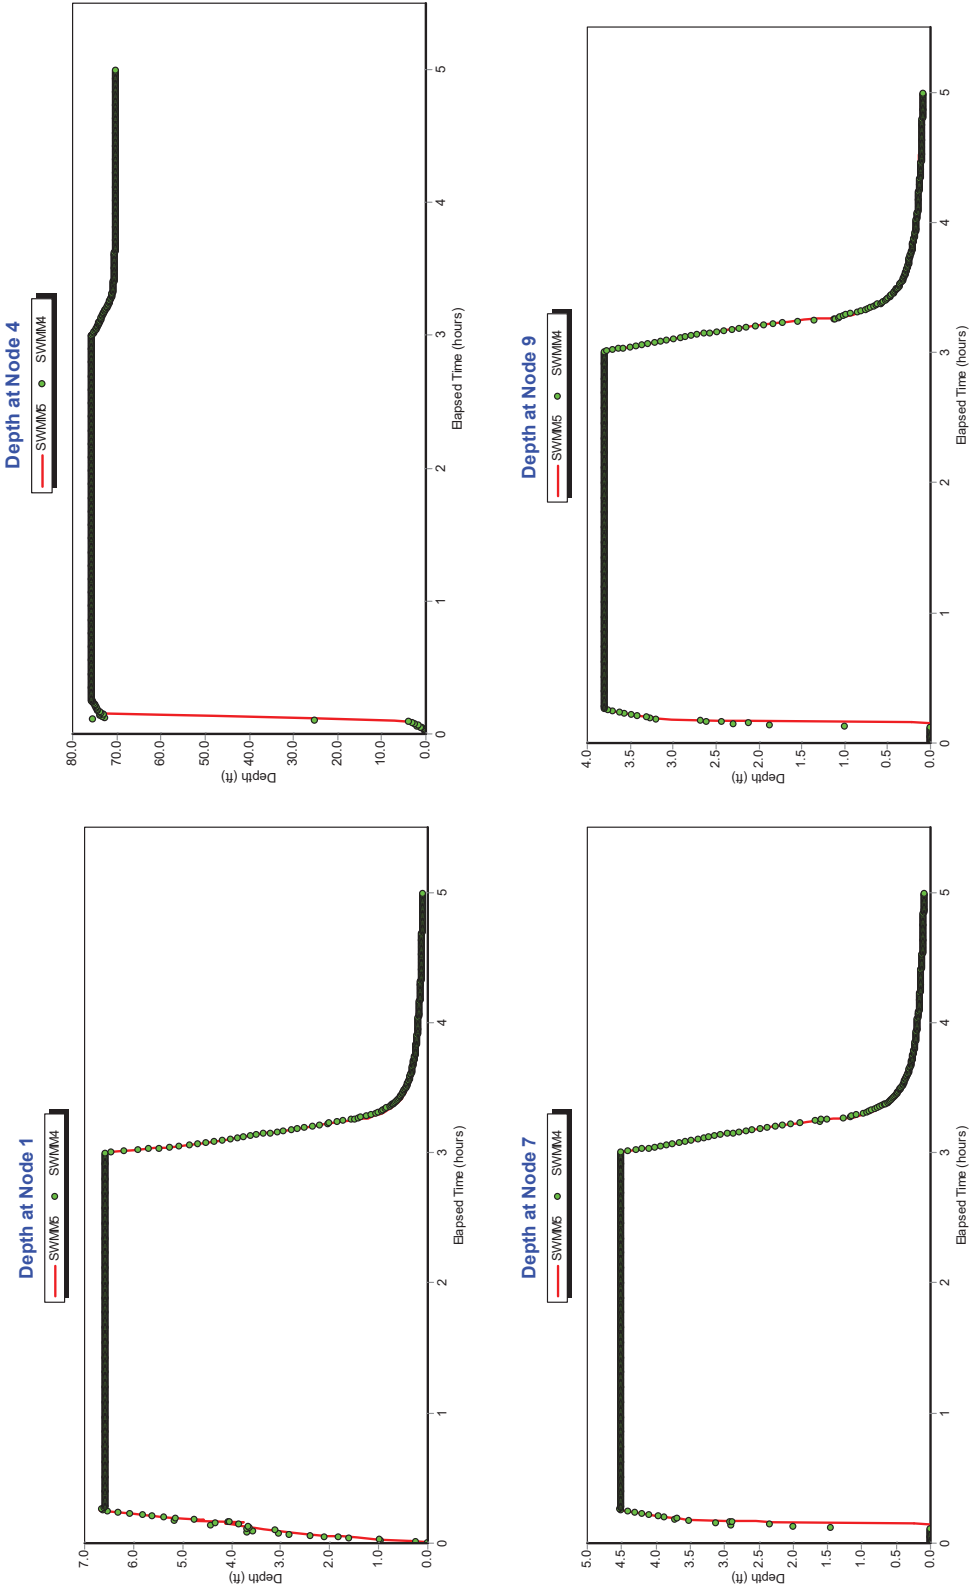 Depth at Node 1
SWMM5 SWMM4
7.0
6.0
5.0
4.0
3.0
2.0
1.0
0.0
Depth (ft)
0 1 2 3 4 5
Elapsed Time (hours)
Depth at Node 4
SWMM5 SWMM4
80.0
70.0
60.0
50.0
40.0
30.0
20.0
10.0
0.0
Depth (ft)
0 1 2 3 4 5
Elapsed Time (hours)
Depth at Node 7
SWMM5 SWMM4
5.0
4.5
4.0
3.5
3.0
2.5
2.0
1.5
1.0
0.5
0.0
Depth (ft)
0 1 2 3 4 5
Elapsed Time (hours)
Depth at Node 9
SWMM5 SWMM4
4.0
3.5
3.0
2.5
2.0
1.5
1.0
0.5
0.0
Depth (ft)
0 1 2 3 4 5
Elapsed Time (hours)